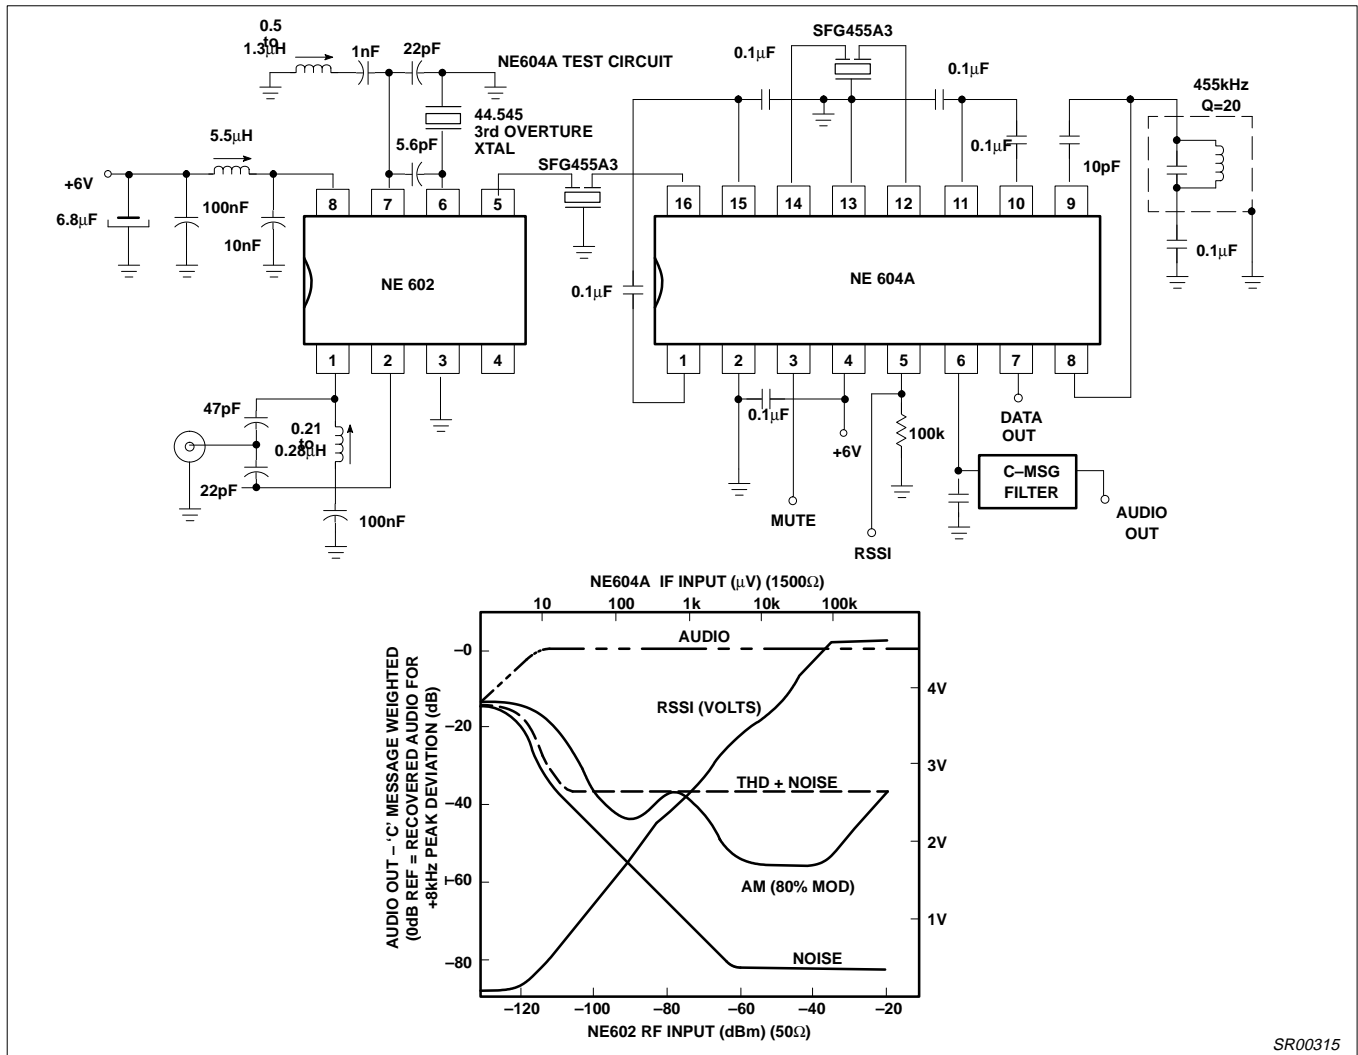 0.5
to
1.3μH
1nF
22pF
NE604A TEST CIRCUIT
44.545
3rd OVERTURE
XTAL
5.6pF
5.5μH
+6V
6.8μF
100nF
10nF
SFG455A3
8
7
6
5
NE 602
1
2
3
4
47pF
0.21
to
0.28μH
22pF
100nF
SFG455A3
0.1μF
0.1μF
0.1μF
10pF
455kHz
Q=20
0.1μF
16
15
14
13
12
11
10
9
0.1μF
NE 604A
1
2
3
4
5
6
7
8
0.1μF
+6V
100k
DATA
OUT
C–MSG
FILTER
MUTE
RSSI
AUDIO
OUT
NE604A IF INPUT (μV) (1500Ω)
10
100
1k
10k
100k
AUDIO OUT – 'C' MESSAGE WEIGHTED
(0dB REF = RECOVERED AUDIO FOR
+8kHz PEAK DEVIATION (dB)
–0
–20
–40
–60
–80
AUDIO
RSSI (VOLTS)
THD + NOISE
AM (80% MOD)
NOISE
4V
3V
2V
1V
–120
–100
–80
–60
–40
–20
NE602 RF INPUT (dBm) (50Ω)
SR00315